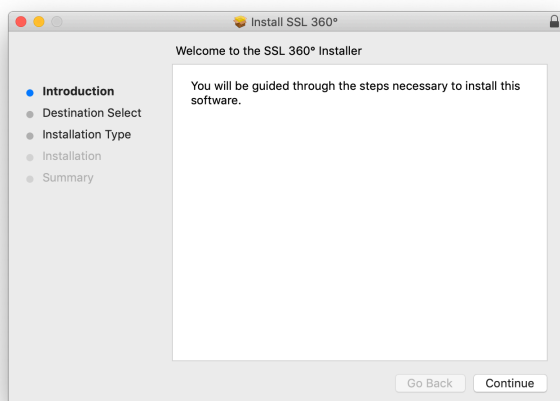 Install SSL 360°
Welcome to the SSL 360° Installer
Introduction
Destination Select
Installation Type
Installation
Summary
You will be guided through the steps necessary to install this
software.
Go Back
Continue